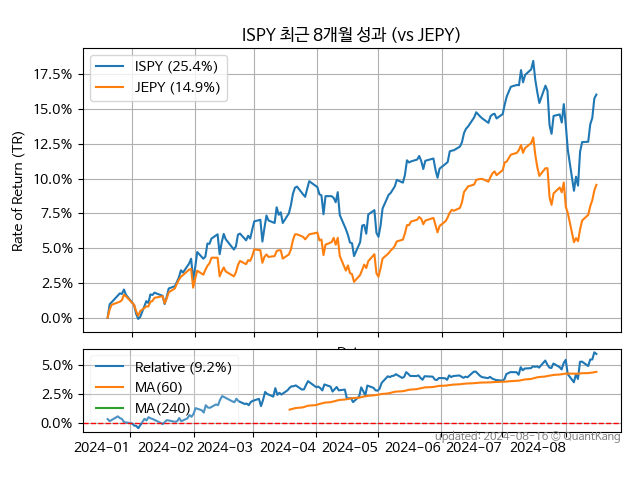 ISPY 최근 8개월 성과 (vs JEPY)
ISPY (25.4%)
JEPY (14.9%)
Rate of Return (TR)
17.5%
15.0%
12.5%
10.0%
7.5%
5.0%
2.5%
0.0%
Relative (9.2%)
MA(60)
MA(240)
5.0%
2.5%
0.0%
2024-01 2024-02 2024-03 2024-04 2024-05 2024-06 2024-07 2024-08
Updated: 2024-08-16 © QuantKang